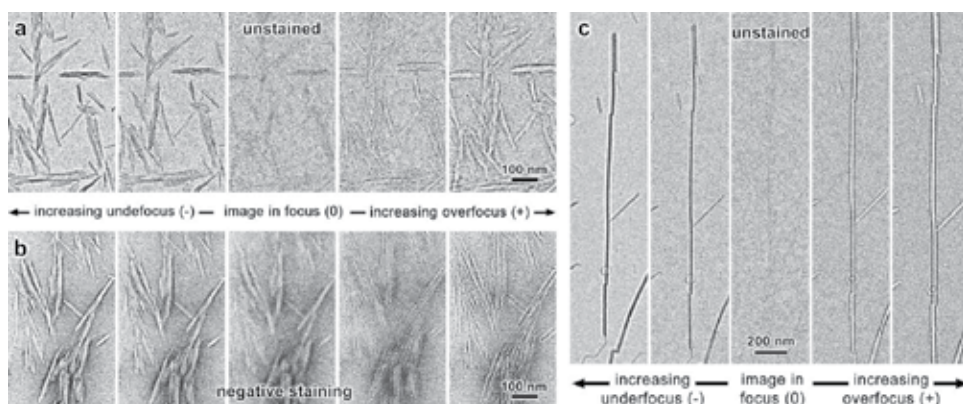 a
unstained
100 nm
increasing undefocus (-) image in focus (0) increasing overfocus (+)
b
negative staining
100 nm
c
unstained
200 nm
increasing underfocus (-)
image in focus (0)
increasing overfocus (+)